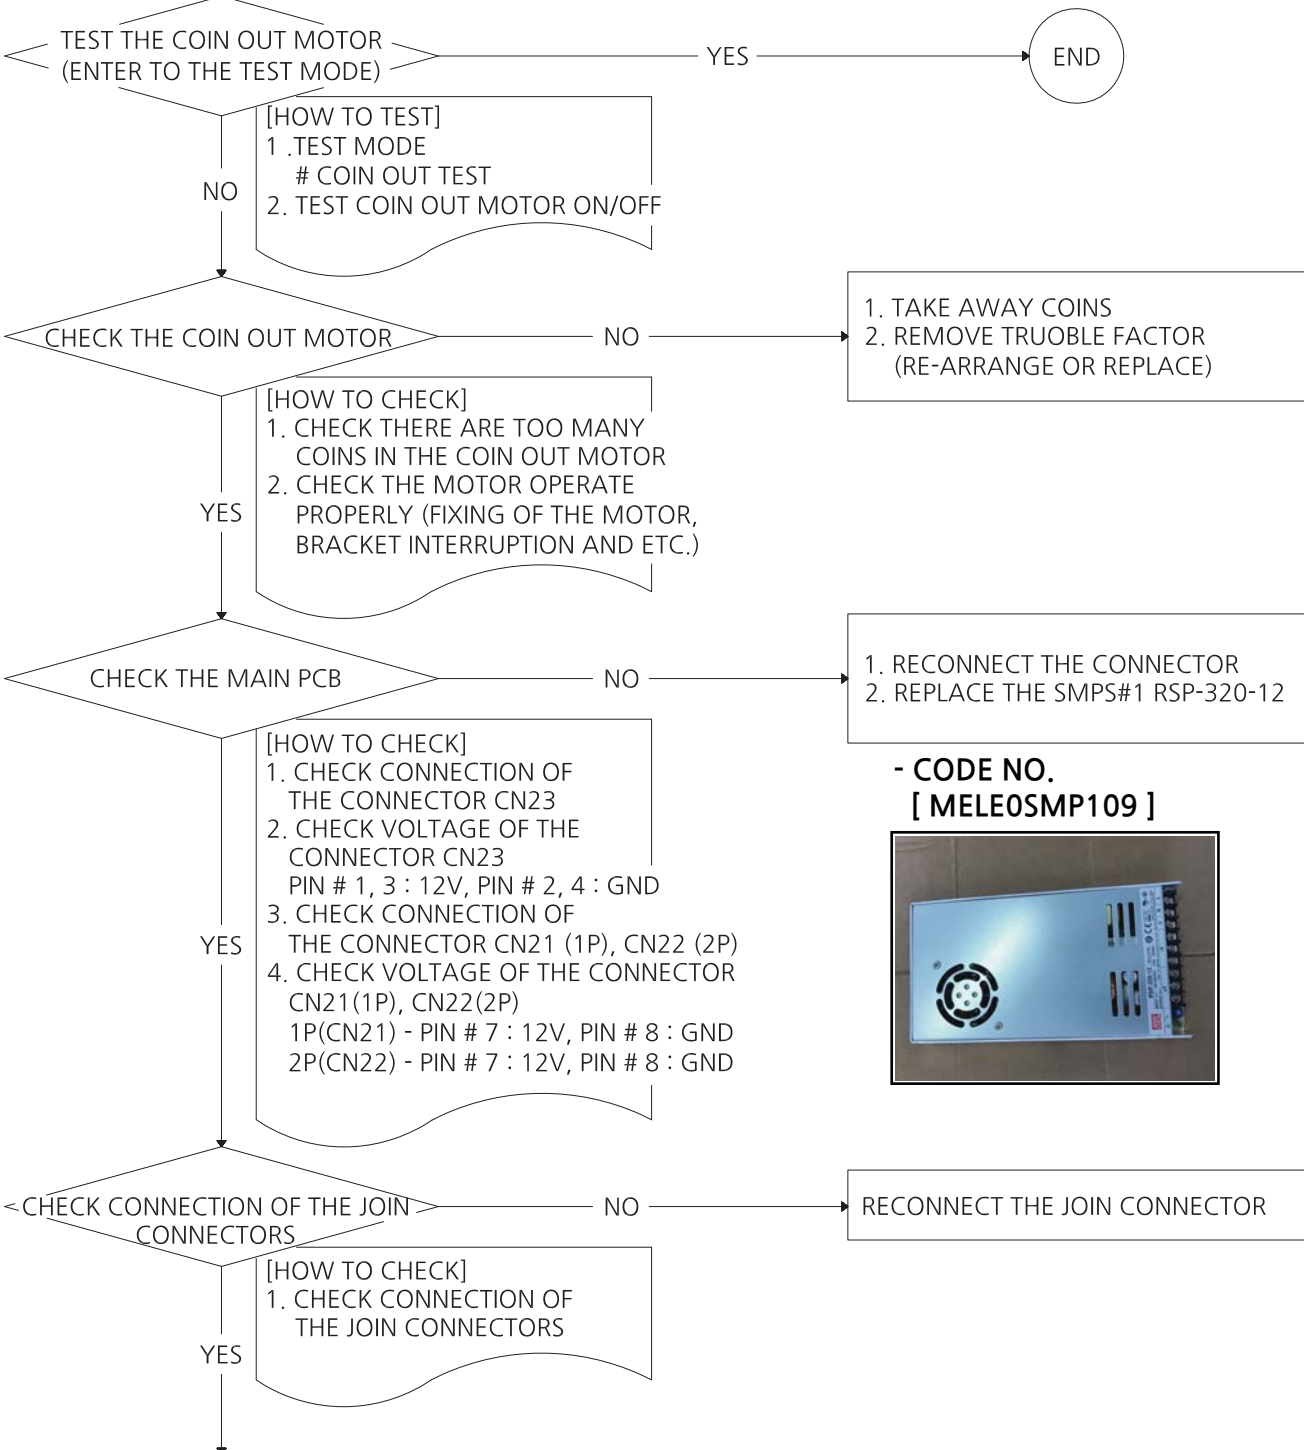 TEST THE COIN OUT MOTOR
(ENTER TO THE TEST MODE)
YES
END
[HOW TO TEST]
1 .TEST MODE
# COIN OUT TEST
2. TEST COIN OUT MOTOR ON/OFF
NO
CHECK THE COIN OUT MOTOR
NO
1. TAKE AWAY COINS
2. REMOVE TRUOBLE FACTOR
(RE-ARRANGE OR REPLACE)
[HOW TO CHECK]
1. CHECK THERE ARE TOO MANY
COINS IN THE COIN OUT MOTOR
2. CHECK THE MOTOR OPERATE
PROPERLY (FIXING OF THE MOTOR,
BRACKET INTERRUPTION AND ETC.)
YES
CHECK THE MAIN PCB
NO
1. RECONNECT THE CONNECTOR
2. REPLACE THE SMPS#1 RSP-320-12
- CODE NO.
[ MELE0SMP109 ]
[HOW TO CHECK]
1. CHECK CONNECTION OF
THE CONNECTOR CN23
2. CHECK VOLTAGE OF THE
CONNECTOR CN23
PIN # 1, 3 : 12V, PIN # 2, 4 : GND
3. CHECK CONNECTION OF
THE CONNECTOR CN21 (1P), CN22 (2P)
4. CHECK VOLTAGE OF THE CONNECTOR
CN21(1P), CN22(2P)
1P(CN21) - PIN # 7 : 12V, PIN # 8 : GND
2P(CN22) - PIN # 7 : 12V, PIN # 8 : GND
YES
CHECK CONNECTION OF THE JOIN
CONNECTORS
NO
RECONNECT THE JOIN CONNECTOR
[HOW TO CHECK]
1. CHECK CONNECTION OF
THE JOIN CONNECTORS
YES